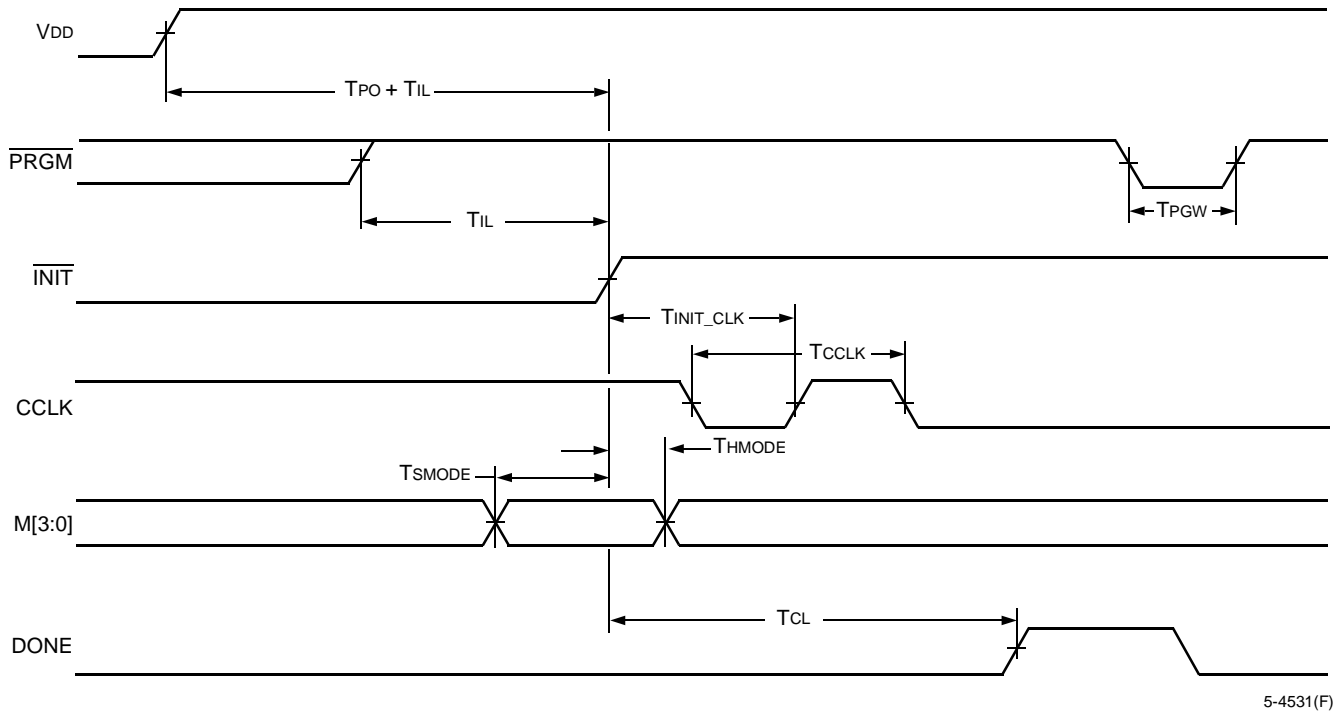 VDD
TPO + TIL
PRGM
TIL
TPGW
INIT
TINIT_CLK
TCCLK
CCLK
THMODE
TSMODE
M[3:0]
TCL
DONE
5-4531(F)